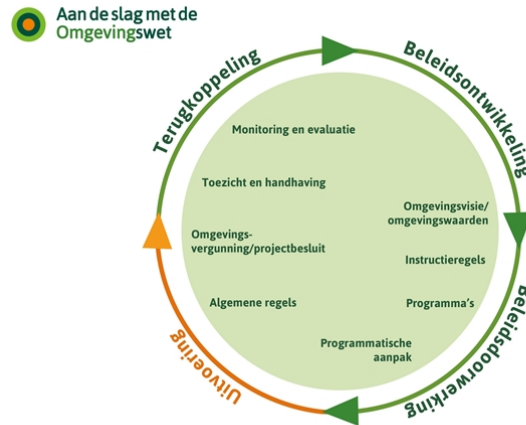 Aan de slag met de
Omgevingswet
Terugkoppeling
Beleidsontwikkeling
Monitoring en evaluatie
Toezicht en handhaving
Omgevingsvisie/
omgevingswaarden
Omgevings-
vergunning/projectbesluit
Instructieregels
Algemene regels
Programma's
Programmatische
aanpak
Uitvoering
Beleidsdoorwerking